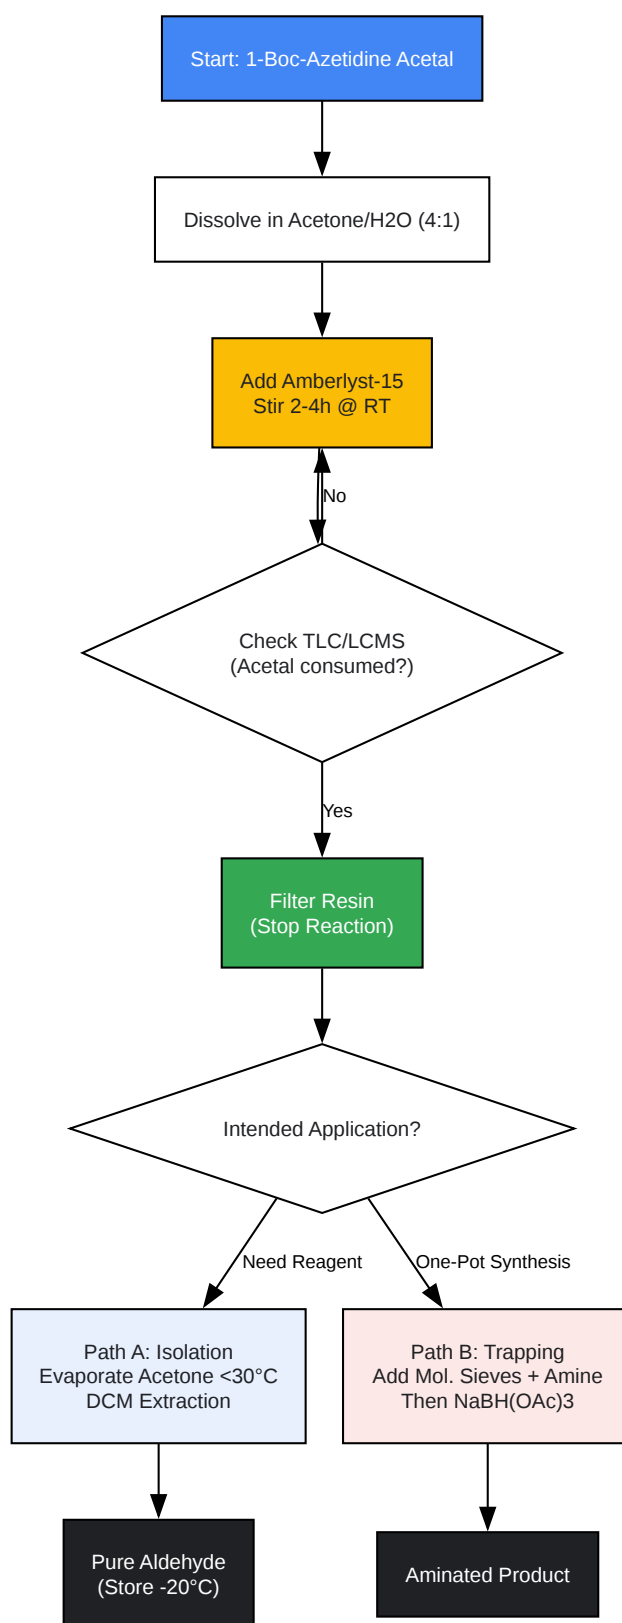 Start: 1-Boc-Azetidine Acetal
Dissolve in Acetone/H2O (4:1)
Add Amberlyst-15
Stir 2-4h @ RT
No
Check TLC/LCMS
(Acetal consumed?)
Yes
Filter Resin
(Stop Reaction)
Intended Application?
Need Reagent
One-Pot Synthesis
Path A: Isolation
Evaporate Acetone <30°C
DCM Extraction
Path B: Trapping
Add Mol. Sieves + Amine
Then NaBH(OAc)3
Pure Aldehyde
(Store -20°C)
Aminated Product